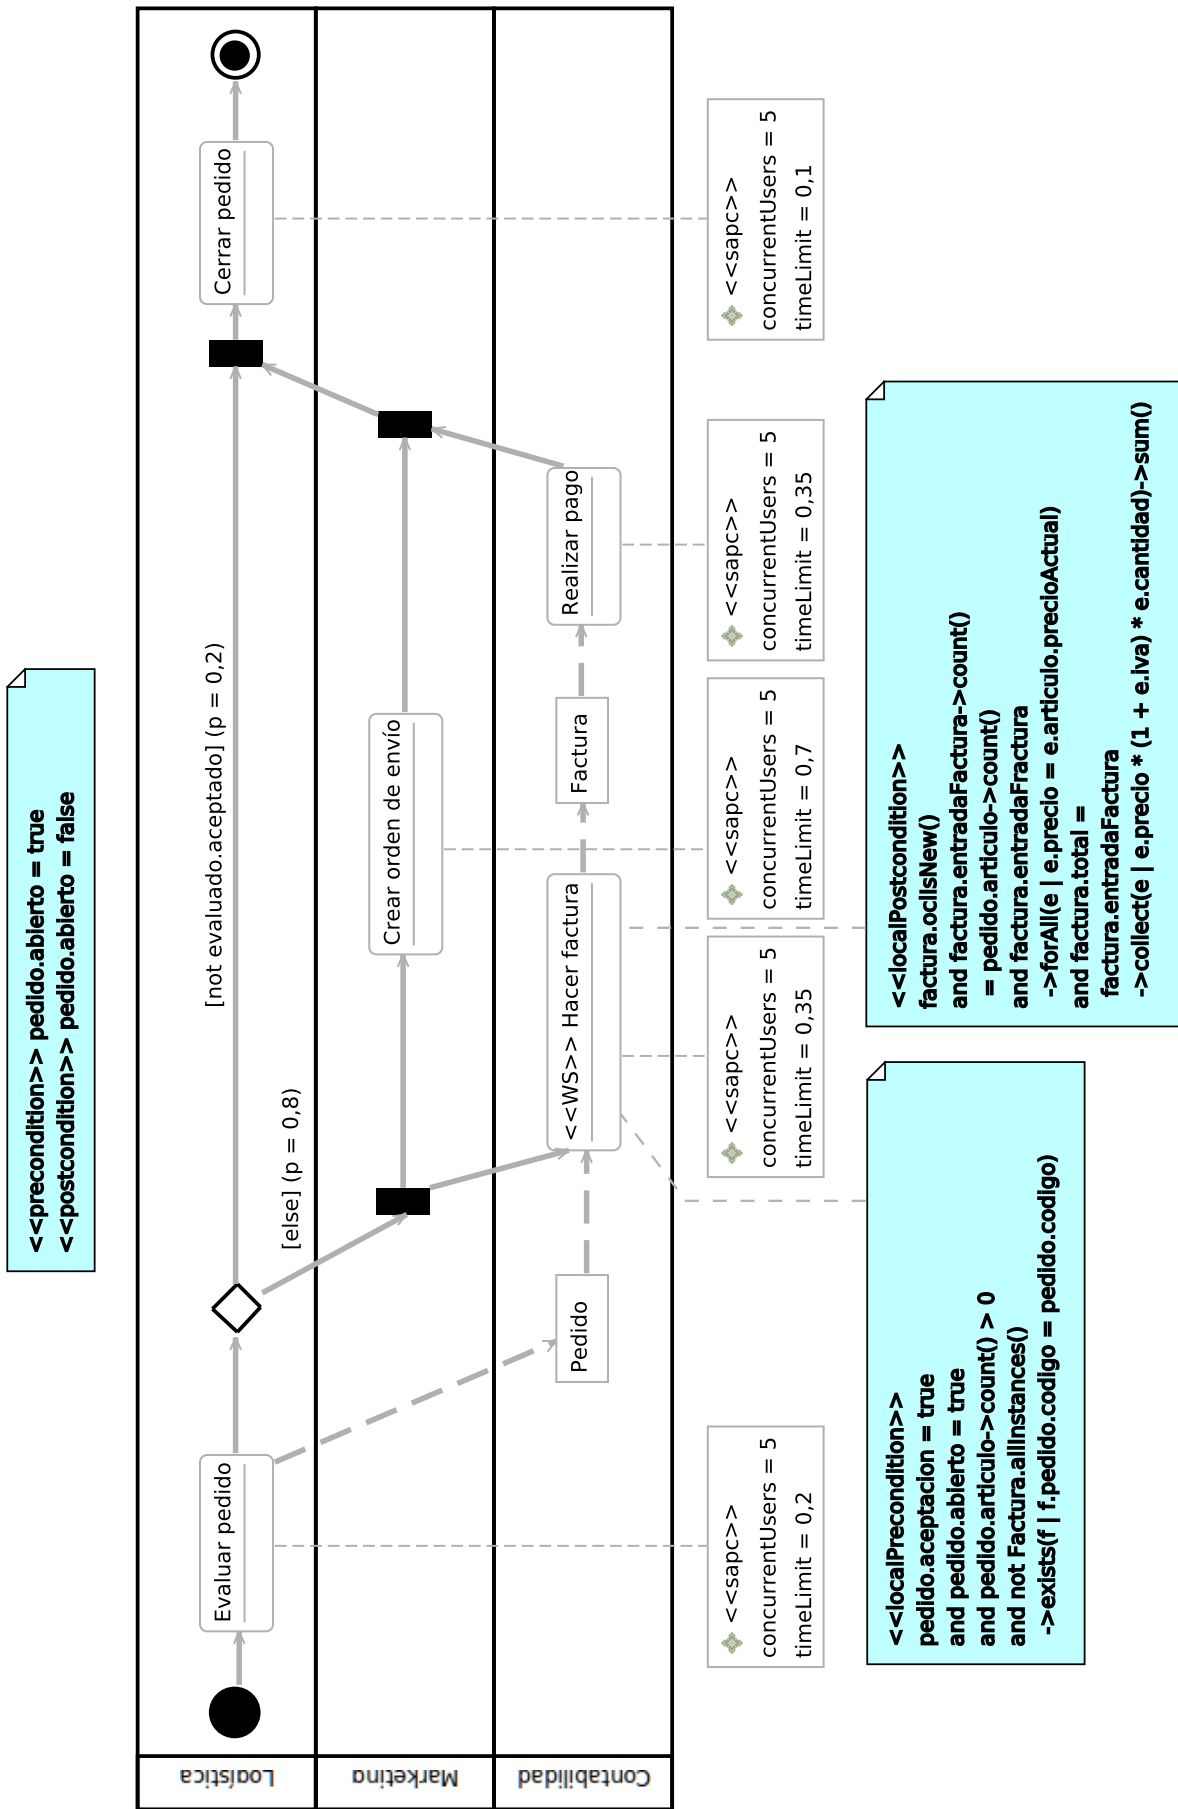 <<precondition>> pedido.abierto = true
<<postcondition>> pedido.abierto = false
Logística
Marketing
Contabilidad
Evaluar pedido
[not evaluado.aceptado] (p = 0,2)
[else] (p = 0,8)
Cerrar pedido
Crear orden de envío
Pedido
<<WS>> Hacer factura
Factura
Realizar pago
<<sapc>>
concurrentUsers = 5
timeLimit = 0,2
<<sapc>>
concurrentUsers = 5
timeLimit = 0,35
<<sapc>>
concurrentUsers = 5
timeLimit = 0,7
<<sapc>>
concurrentUsers = 5
timeLimit = 0,35
<<sapc>>
concurrentUsers = 5
timeLimit = 0,1
<<localPrecondition>>
pedido.aceptacion = true
and pedido.abierto = true
and pedido.articulo->count() > 0
and not Factura.allInstances()
->exists(f | f.pedido.codigo = pedido.codigo)
<<localPostcondition>>
factura.oclIsNew()
and factura.entradaFactura->count()
= pedido.articulo->count()
and factura.entradaFractura
->forAll(e | e.precio = e.articulo.precioActual)
and factura.total =
factura.entradaFactura
->collect(e | e.precio * (1 + e.iva) * e.cantidad)->sum()